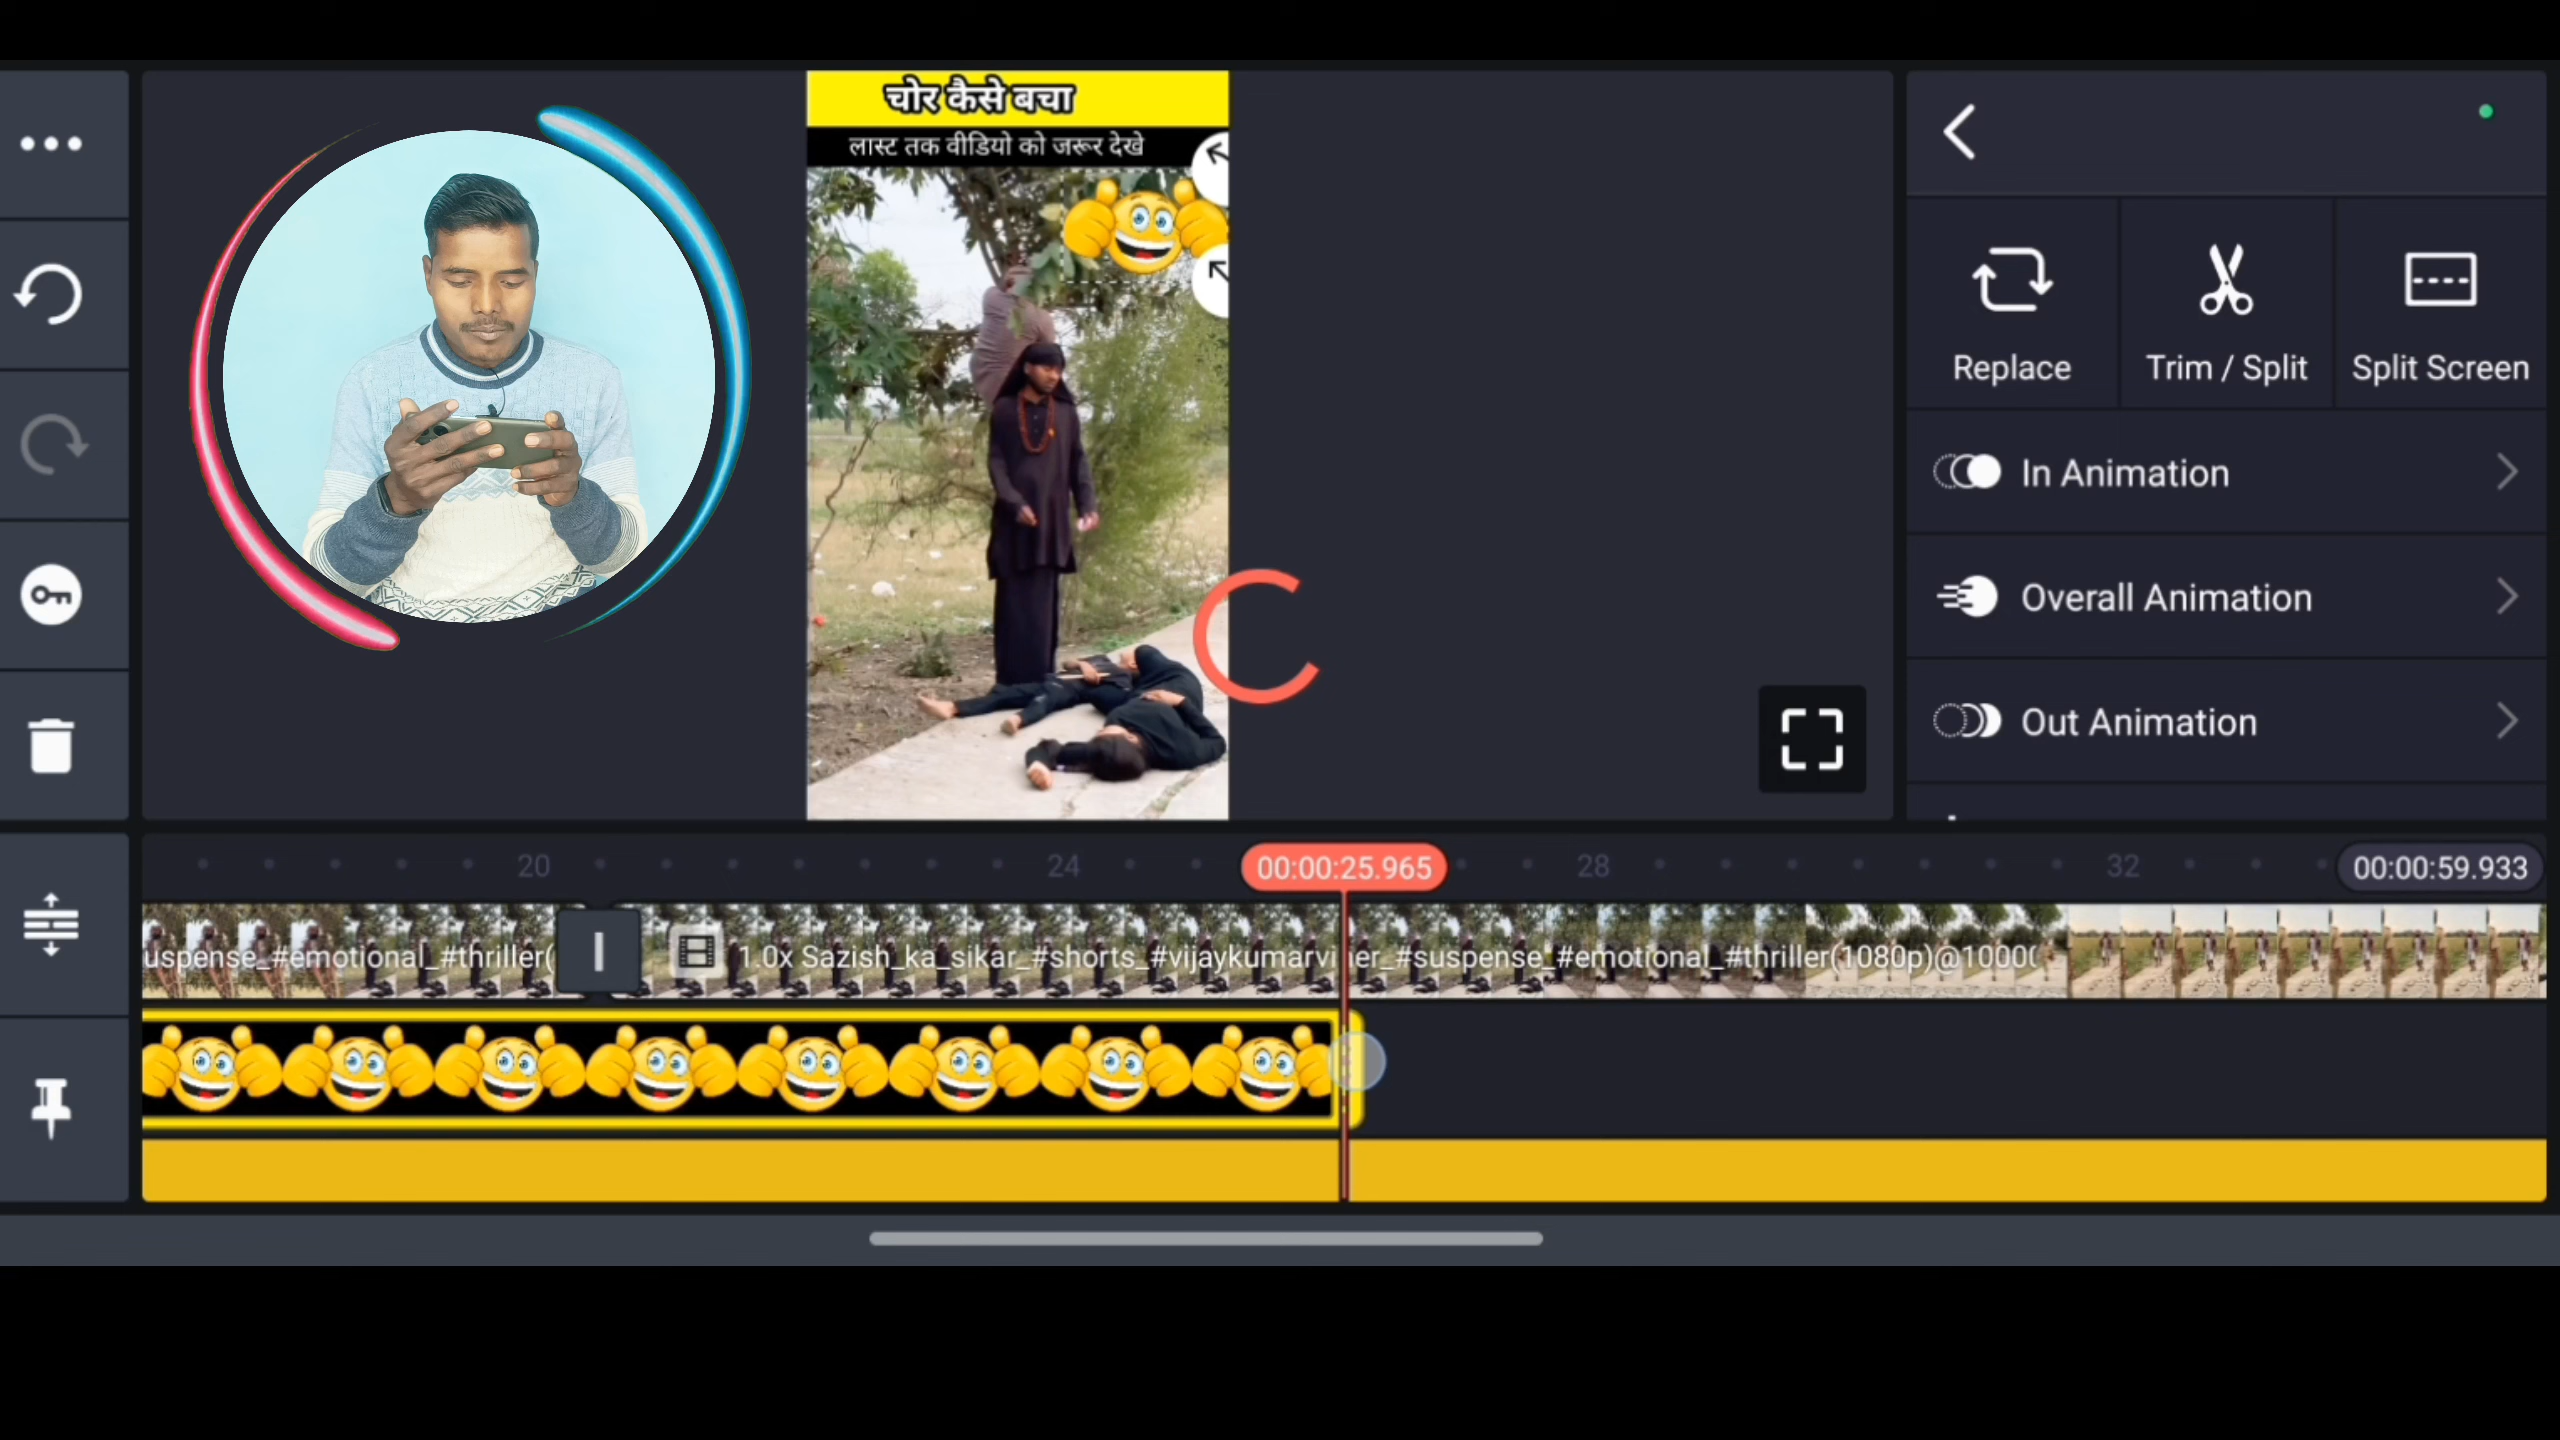 चोर कैसे बचा
लास्ट तक वीडियो को जरूर देखे
Replace
Trim / Split
Split Screen
In Animation
Overall Animation
Out Animation
20
24
00:00:25.965
28
32
00:00:59.933
uspense_#emotional_#thriller(
1.0x Sazish_ka_sikar_#shorts_#vijaykumarvi er_#suspense_#emotional_#thriller(1080p)@1000